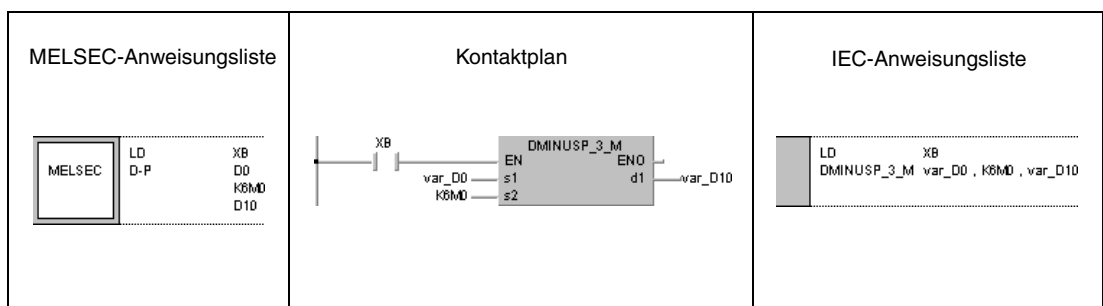 MELSEC-Anweisungsliste
MELSEC
LD XB
D-P D0
K6M0
D10
Kontaktplan
XB
DMINUSP_3_M
EN ENO
var_D0 s1 d1 var_D10
K6M0 s2
IEC-Anweisungsliste
LD XB
DMINUSP_3_M var_D0 , K6M0 , var_D10